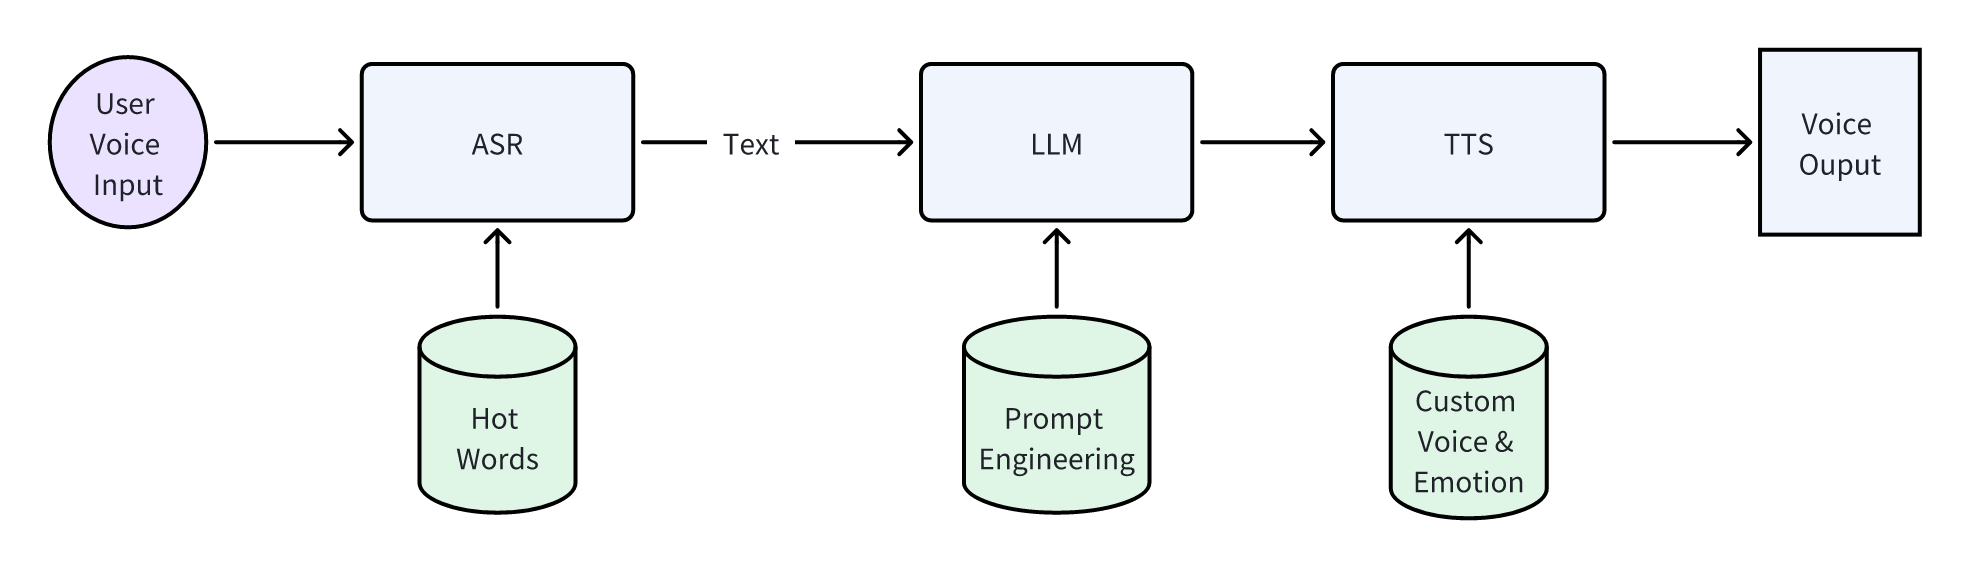 User
Voice
Input
ASR
Text
LLM
TTS
Voice
Ouput
Hot
Words
Prompt
Engineering
Custom
Voice &
Emotion